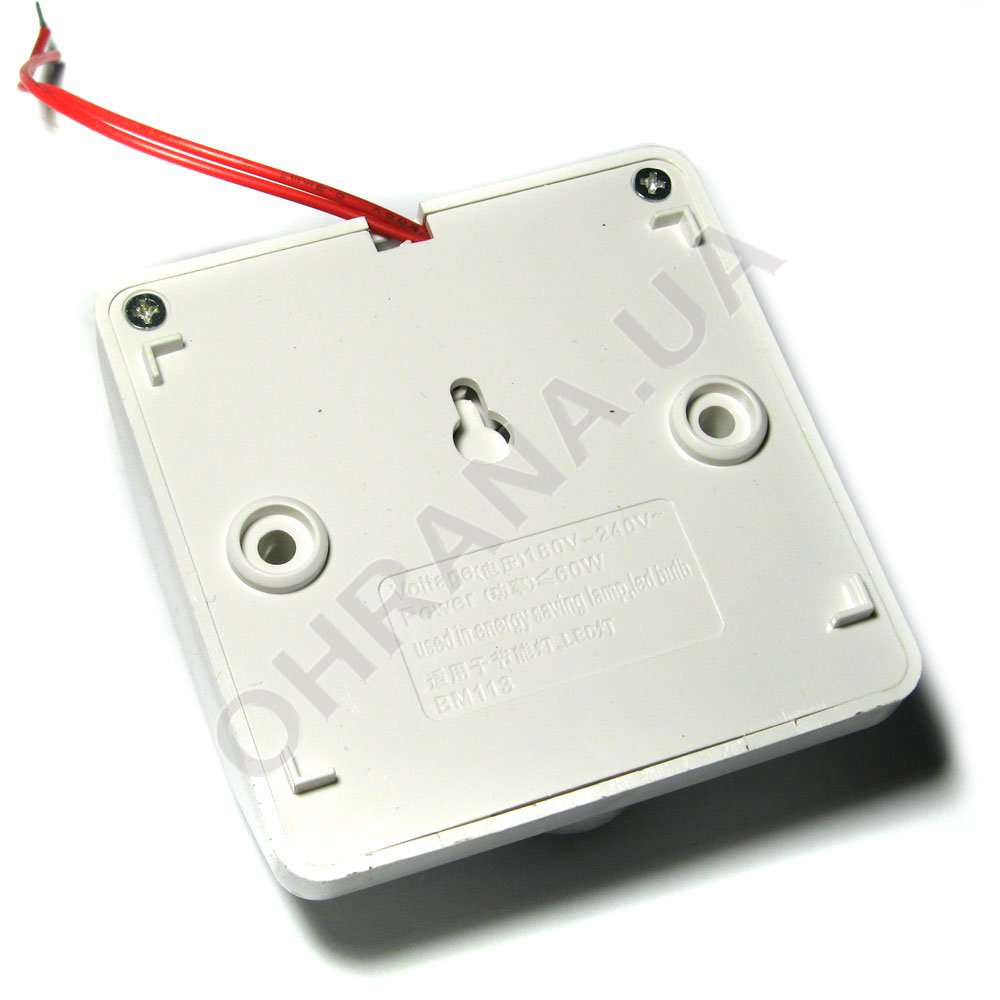 Voltage(电压)180V~240V~
Power (功率)≤60W
used in:energy saving lamp,led bulb
适用于:节能灯.LED灯
BM113
OHRANA.UA